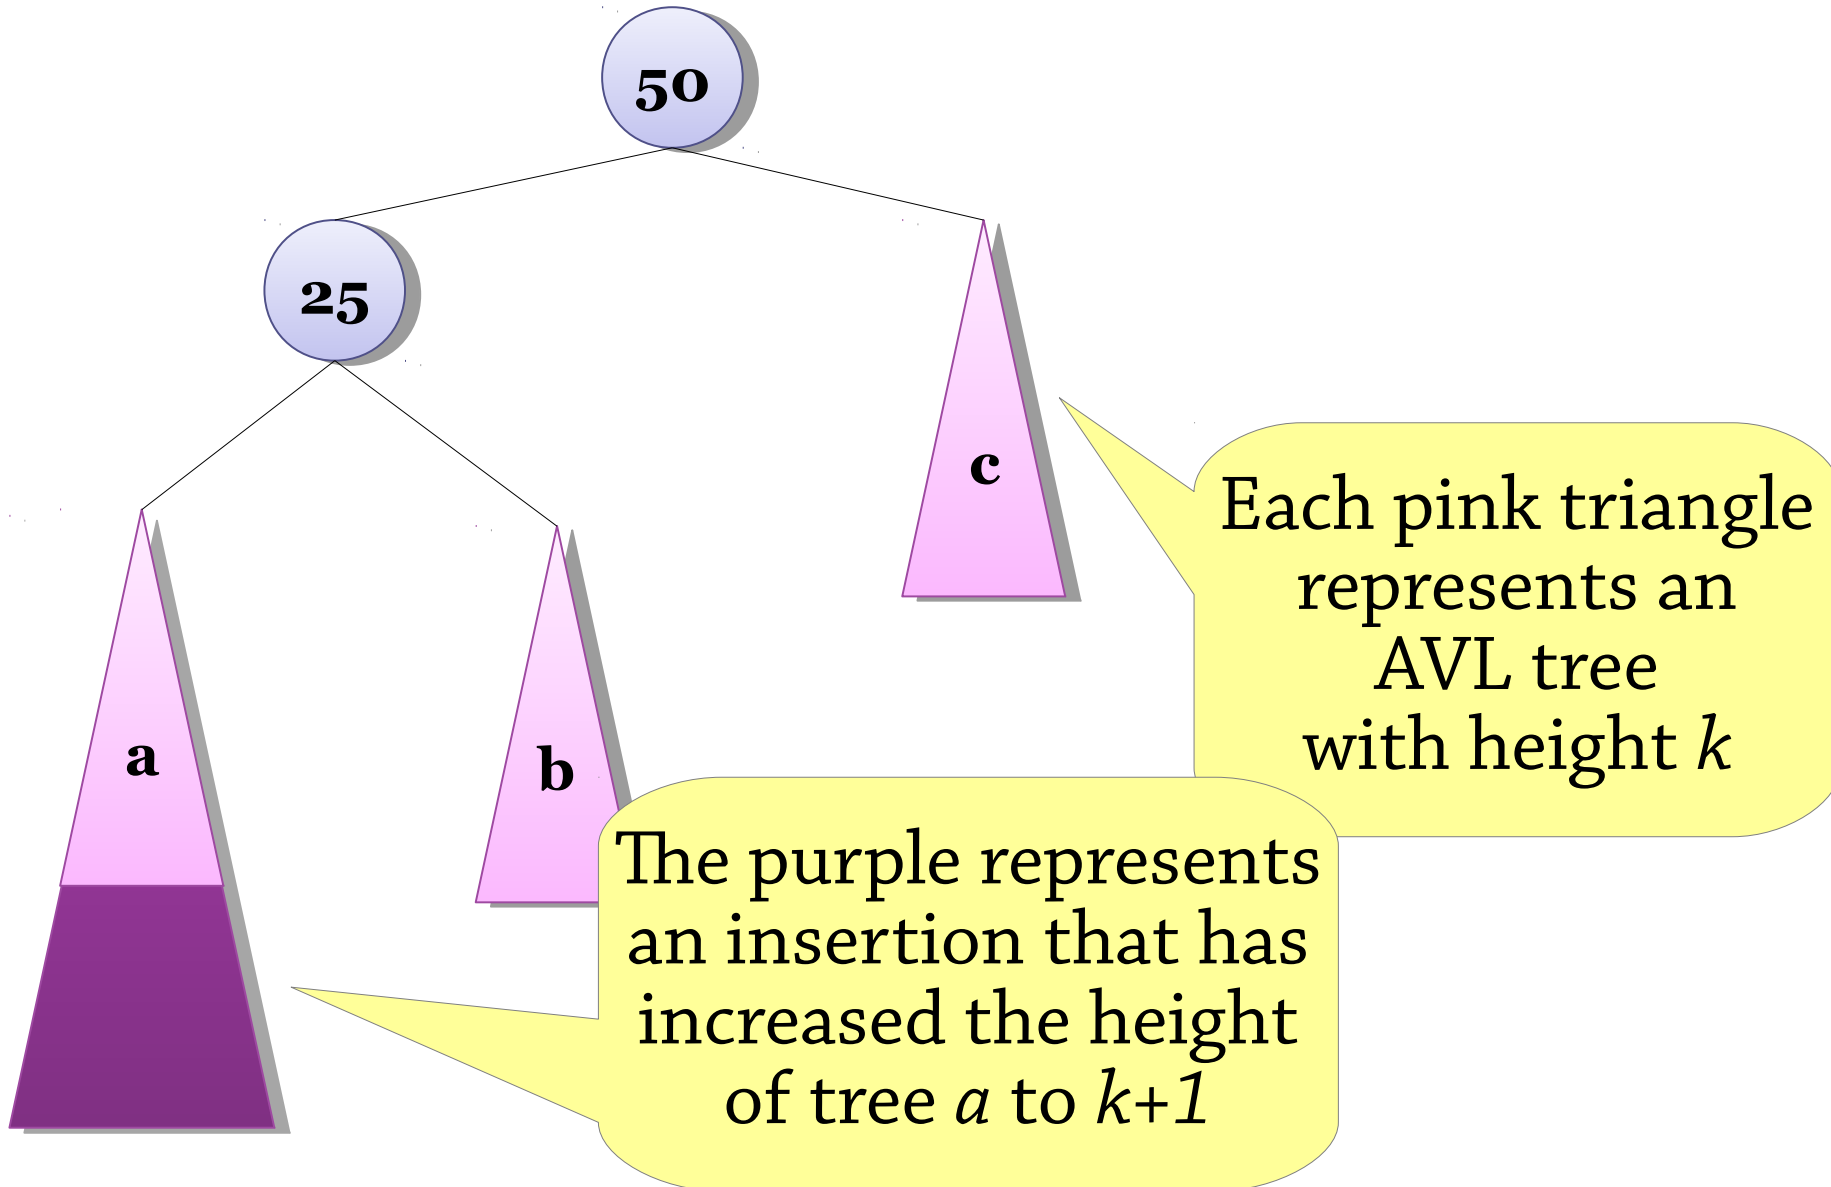 50
25
c
a
b
Each pink triangle
represents an
AVL tree
with height k
The purple represents
an insertion that has
increased the height
of tree a to k+1